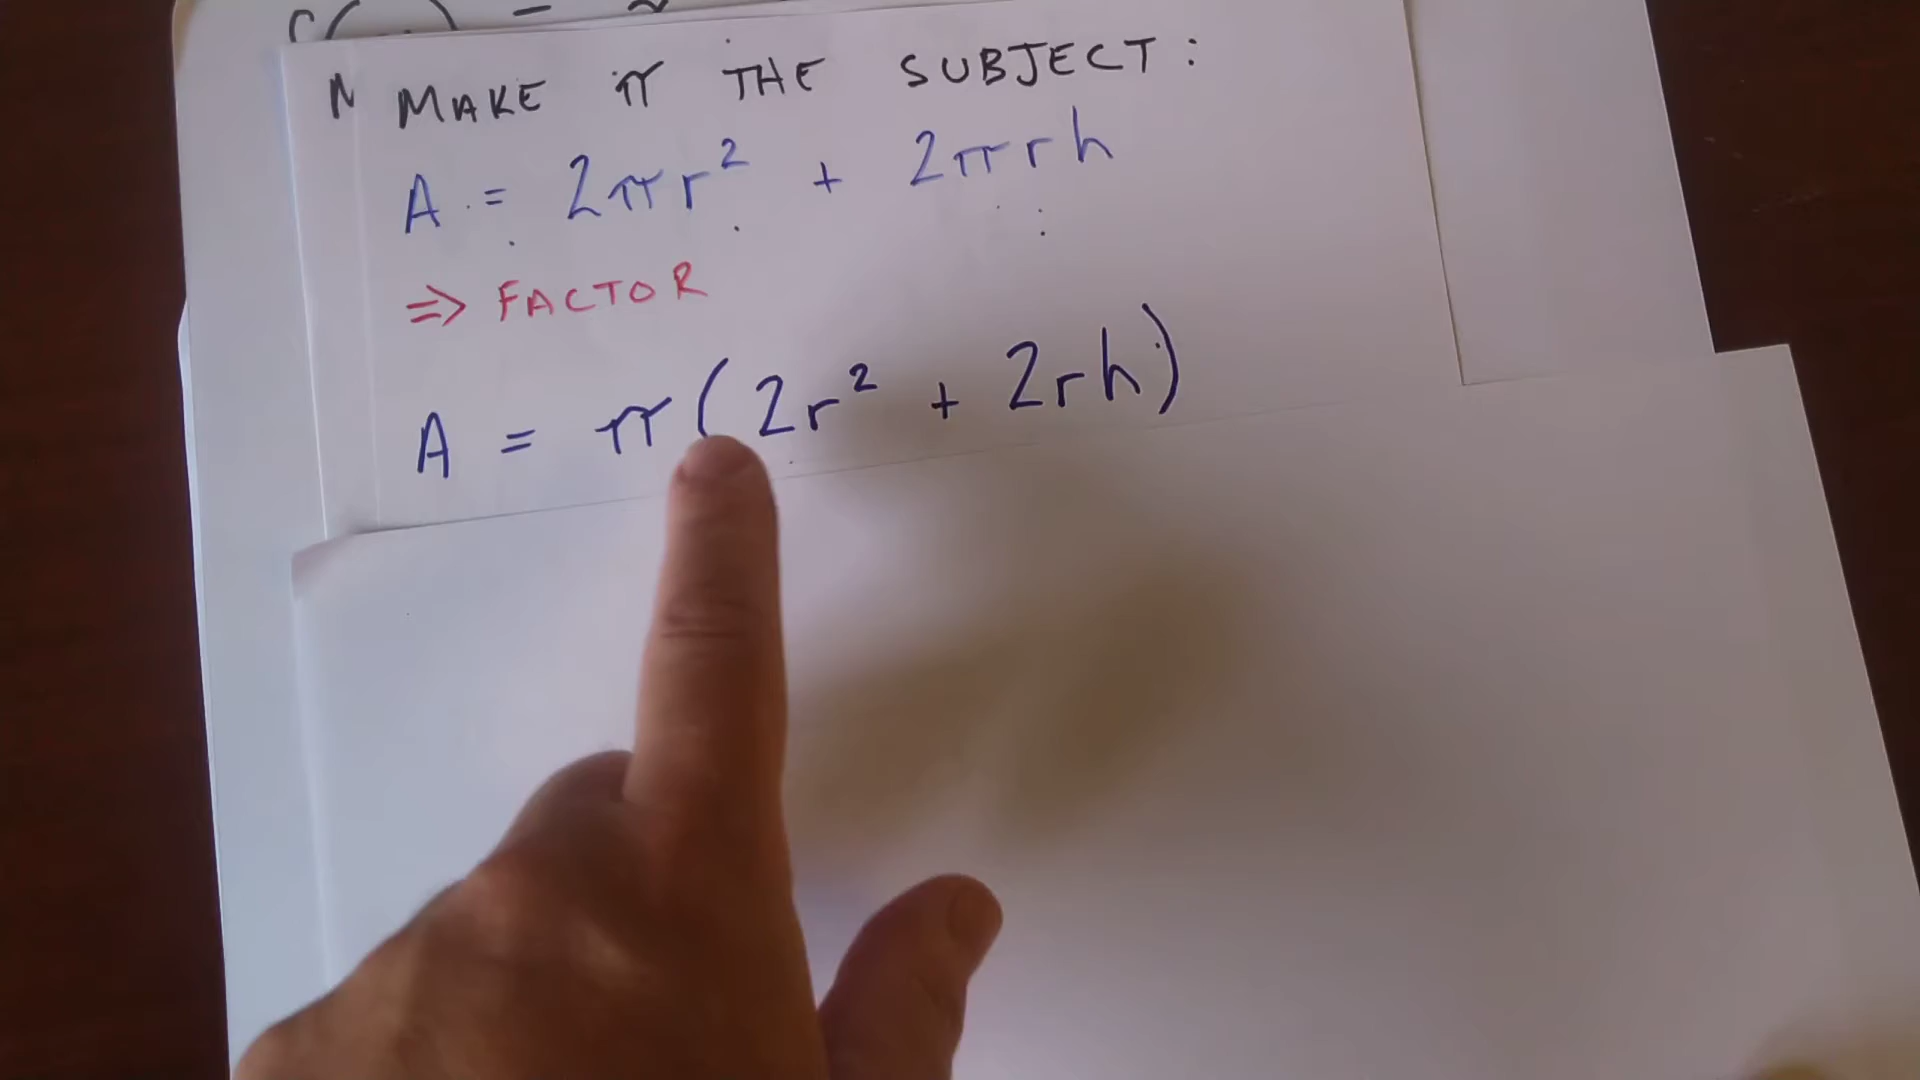 MAKE π THE SUBJECT:
A = 2πr² + 2πrh
=> FACTOR
A = π(2r² + 2rh)